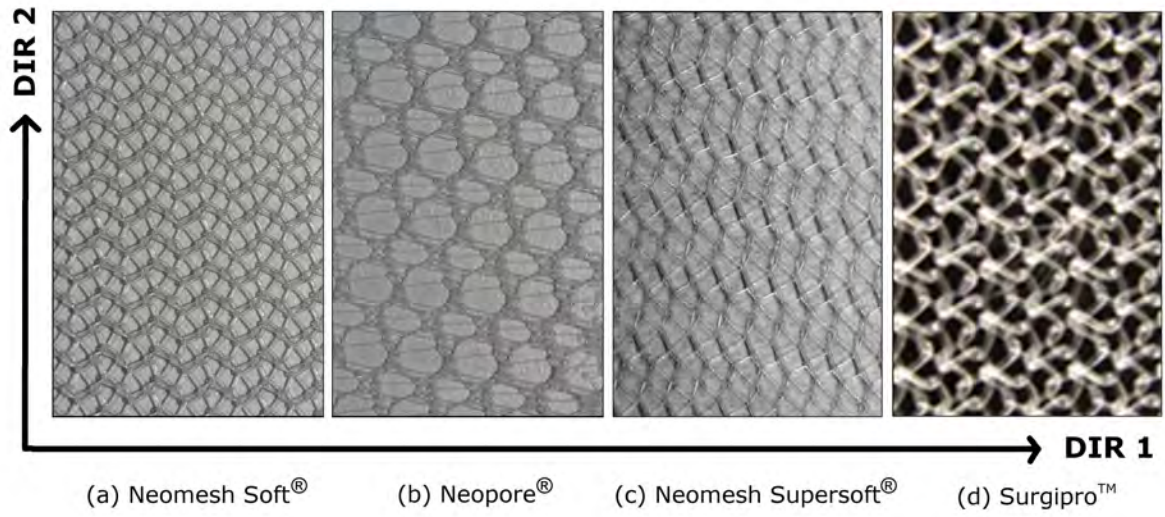 DIR 2
DIR 1
(a) Neomesh Soft®
(b) Neopore®
(c) Neomesh Supersoft®
(d) Surgipro™